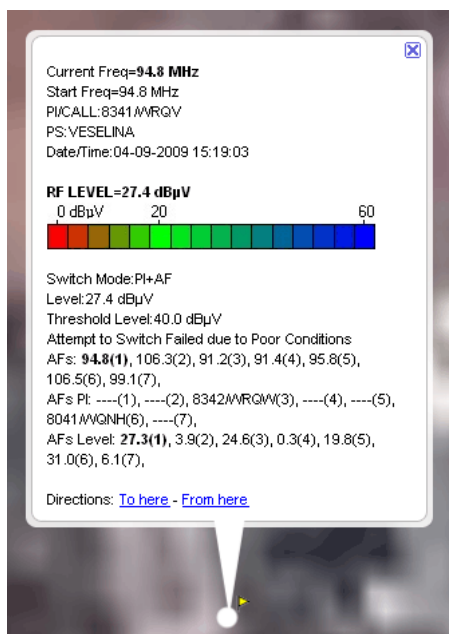 Current Freq=94.8 MHz
Start Freq=94.8 MHz
PI/CALL:8341/WRQV
PS:VESELINA
Date/Time:04-09-2009 15:19:03
RF LEVEL=27.4 dBµV
0 dBµV 20 60
Switch Mode:PI+AF
Level:27.4 dBµV
Threshold Level:40.0 dBµV
Attempt to Switch Failed due to Poor Conditions
AFs: 94.8(1), 106.3(2), 91.2(3), 91.4(4), 95.8(5),
106.5(6), 99.1(7),
AFs PI: ----(1), ----(2), 8342/WRQW(3), ----(4), ----(5),
8041/WQNH(6), ----(7),
AFs Level: 27.3(1), 3.9(2), 24.6(3), 0.3(4), 19.8(5),
31.0(6), 6.1(7),
Directions: To here - From here